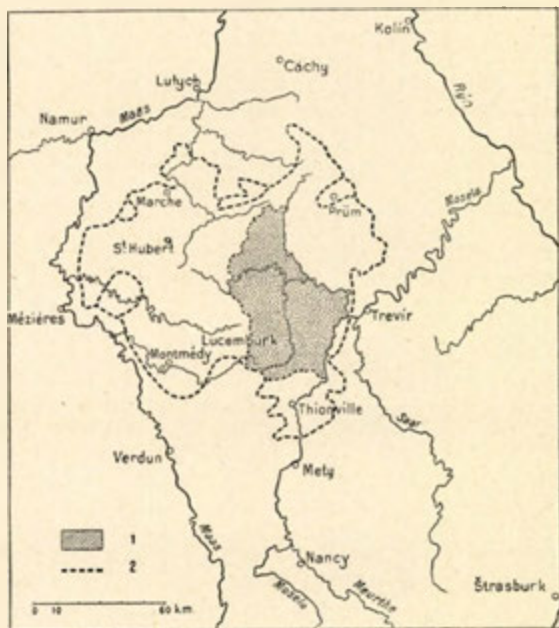 Kolín
Cáchy
Lutych
Rýn
Namur
Maas
Mosela
Marche
Prüm
St Hubert
Mézières
Trevír
Lucemburk
Montmédy
Thionville
Saar
Verdun
Mety
1
2
Maas
Nancy
Mosela
Meurthe
Štrasburk
0 10 60 km.